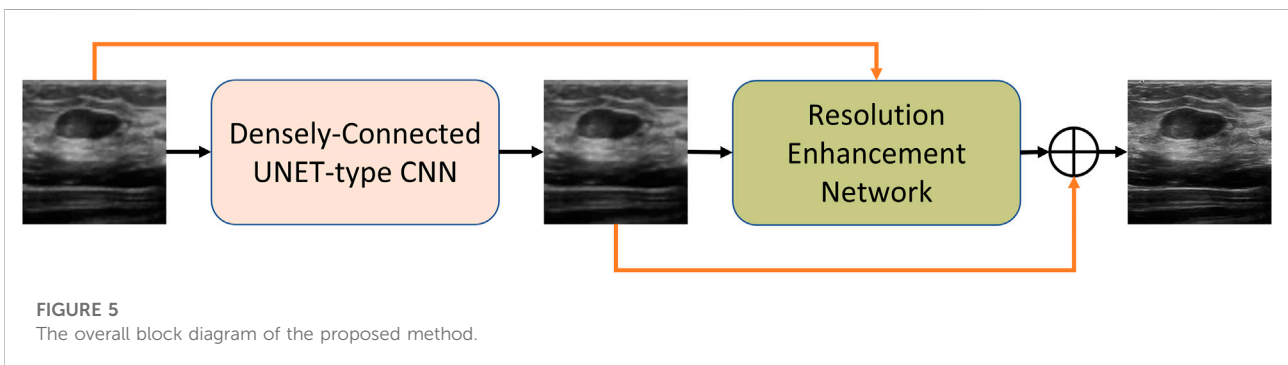 Densely-Connected
UNET-type CNN
Resolution
Enhancement
Network
FIGURE 5
The overall block diagram of the proposed method.